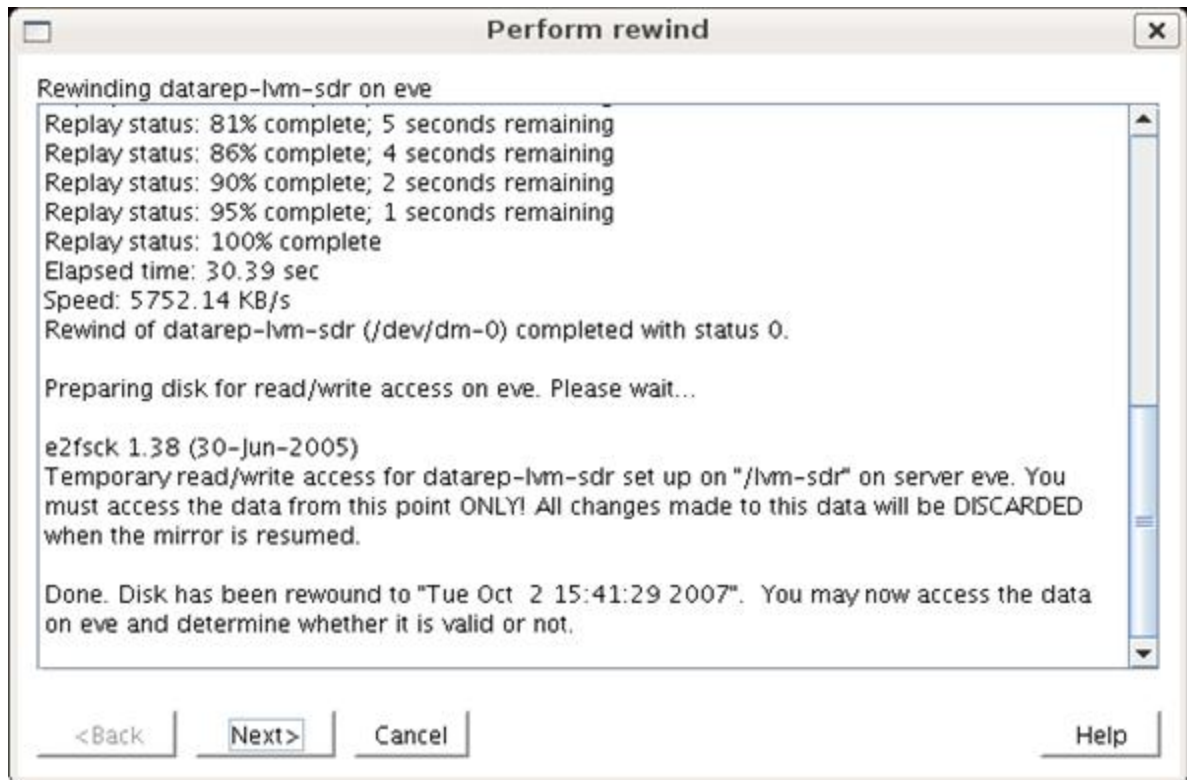 Perform rewind
Rewinding datarep-lvm-sdr on eve
Replay status: 81% complete; 5 seconds remaining
Replay status: 86% complete; 4 seconds remaining
Replay status: 90% complete; 2 seconds remaining
Replay status: 95% complete; 1 seconds remaining
Replay status: 100% complete
Elapsed time: 30.39 sec
Speed: 5752.14 KB/s
Rewind of datarep-lvm-sdr (/dev/dm-0) completed with status 0.
Preparing disk for read/write access on eve. Please wait...
e2fsck 1.38 (30-Jun-2005)
Temporary read/write access for datarep-lvm-sdr set up on "/lvm-sdr" on server eve. You
must access the data from this point ONLY! All changes made to this data will be DISCARDED
when the mirror is resumed.
Done. Disk has been rewound to "Tue Oct  2 15:41:29 2007".  You may now access the data
on eve and determine whether it is valid or not.
<Back Next> Cancel Help